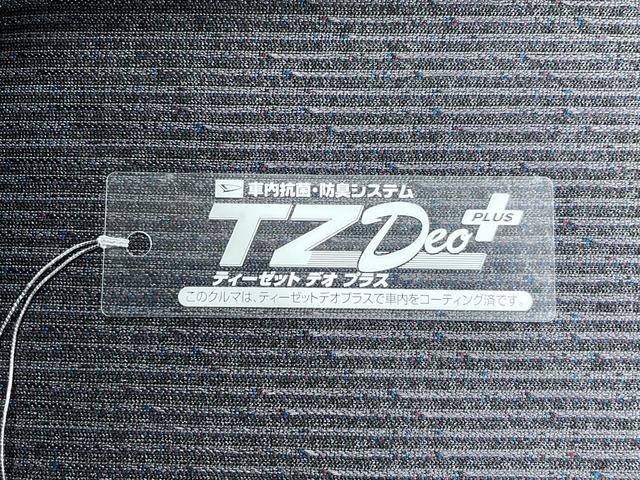 車内抗菌・防臭システム
TZ Deo PLUS
ティーゼット デオ プラス
このクルマは、ティーゼットデオプラスで車内をコーティング済です。